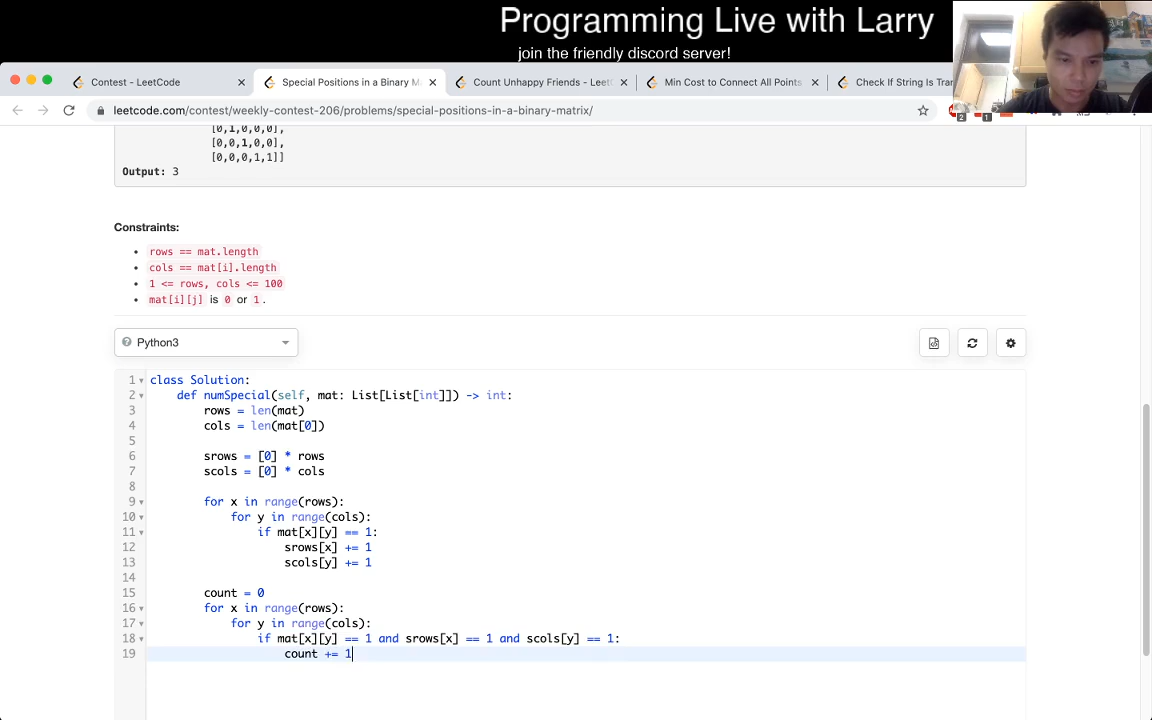 Programming Live with Larry
join the friendly discord server!
Contest - LeetCode
Special Positions in a Binary M
Count Unhappy Friends - Leet
Min Cost to Connect All Points
Check If String Is Tran
leetcode.com/contest/weekly-contest-206/problems/special-positions-in-a-binary-matrix/
2
1
[0,1,0,0,0],
[0,0,1,0,0],
[0,0,0,1,1]]
Output: 3
Constraints:
• rows == mat.length
• cols == mat[i].length
• 1 <= rows, cols <= 100
• mat[i][j] is 0 or 1.
Python3
1 class Solution:
2 def numSpecial(self, mat: List[List[int]]) -> int:
3 rows = len(mat)
4 cols = len(mat[0])
5
6 srows = [0] * rows
7 scols = [0] * cols
8
9 for x in range(rows):
10 for y in range(cols):
11 if mat[x][y] == 1:
12 srows[x] += 1
13 scols[y] += 1
14
15 count = 0
16 for x in range(rows):
17 for y in range(cols):
18 if mat[x][y] == 1 and srows[x] == 1 and scols[y] == 1:
19 count += 1